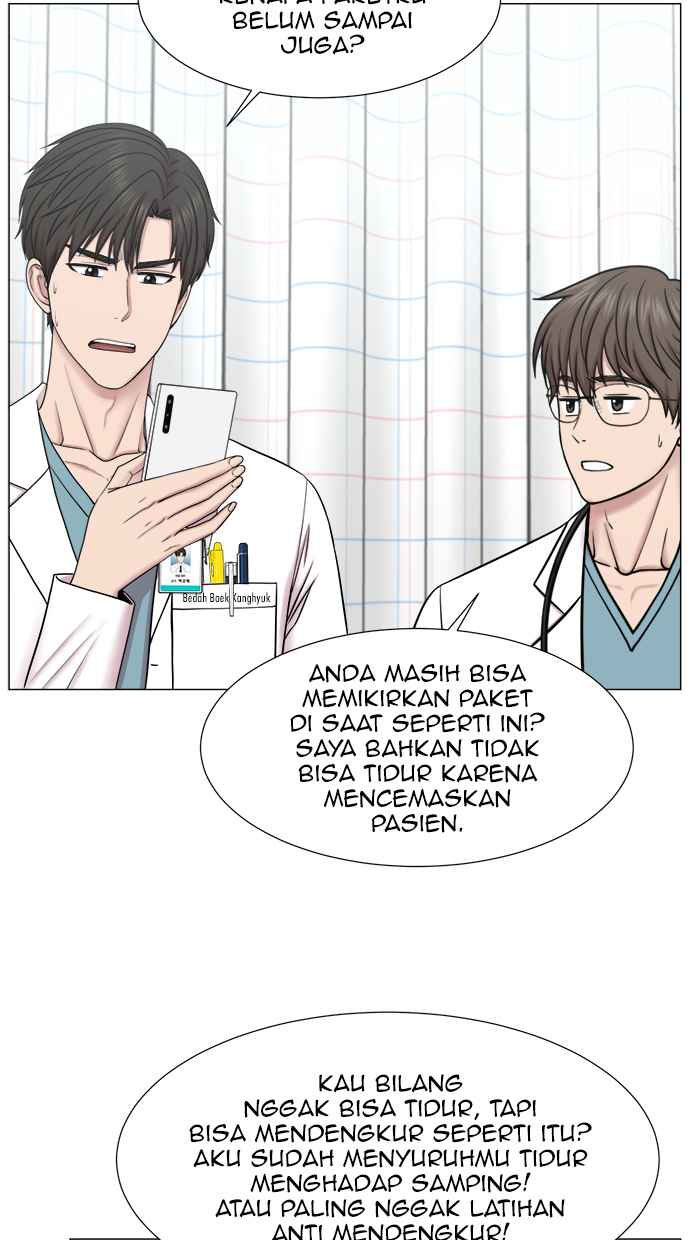 KENAPA PAKETKU
BELUM SAMPAI
JUGA?
Bedah Baek Kanghyuk
ANDA MASIH BISA
MEMIKIRKAN PAKET
DI SAAT SEPERTI INI?
SAYA BAHKAN TIDAK
BISA TIDUR KARENA
MENCEMASKAN
PASIEN.
KAU BILANG
NGGAK BISA TIDUR, TAPI
BISA MENDENGKUR SEPERTI ITU?
AKU SUDAH MENYURUHMU TIDUR
MENGHADAP SAMPING!
ATAU PALING NGGAK LATIHAN
ANTI MENDENGKUR!